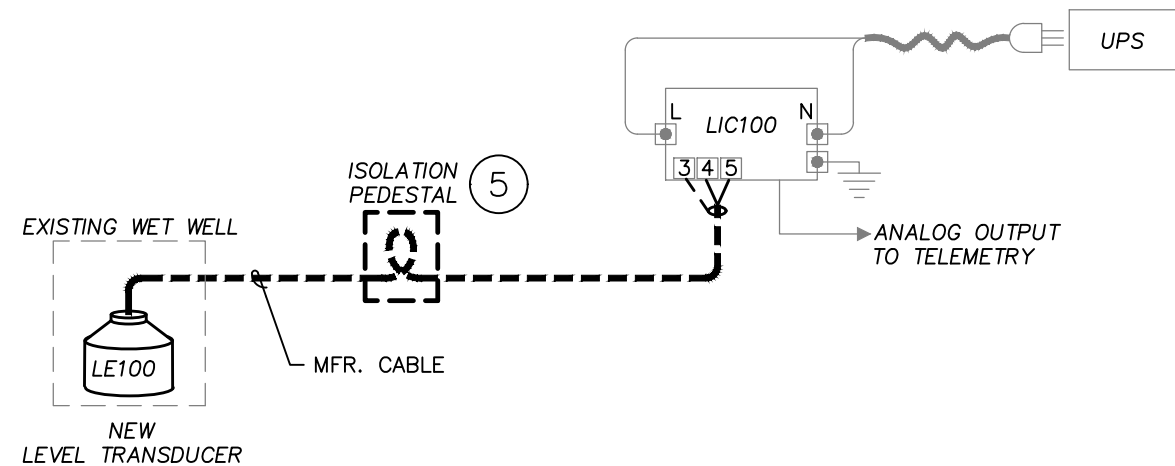 UPS
L
N
LIC100
3 4 5
ISOLATION
PEDESTAL
5
EXISTING WET WELL
ANALOG OUTPUT
TO TELEMETRY
LE100
MFR. CABLE
NEW
LEVEL TRANSDUCER